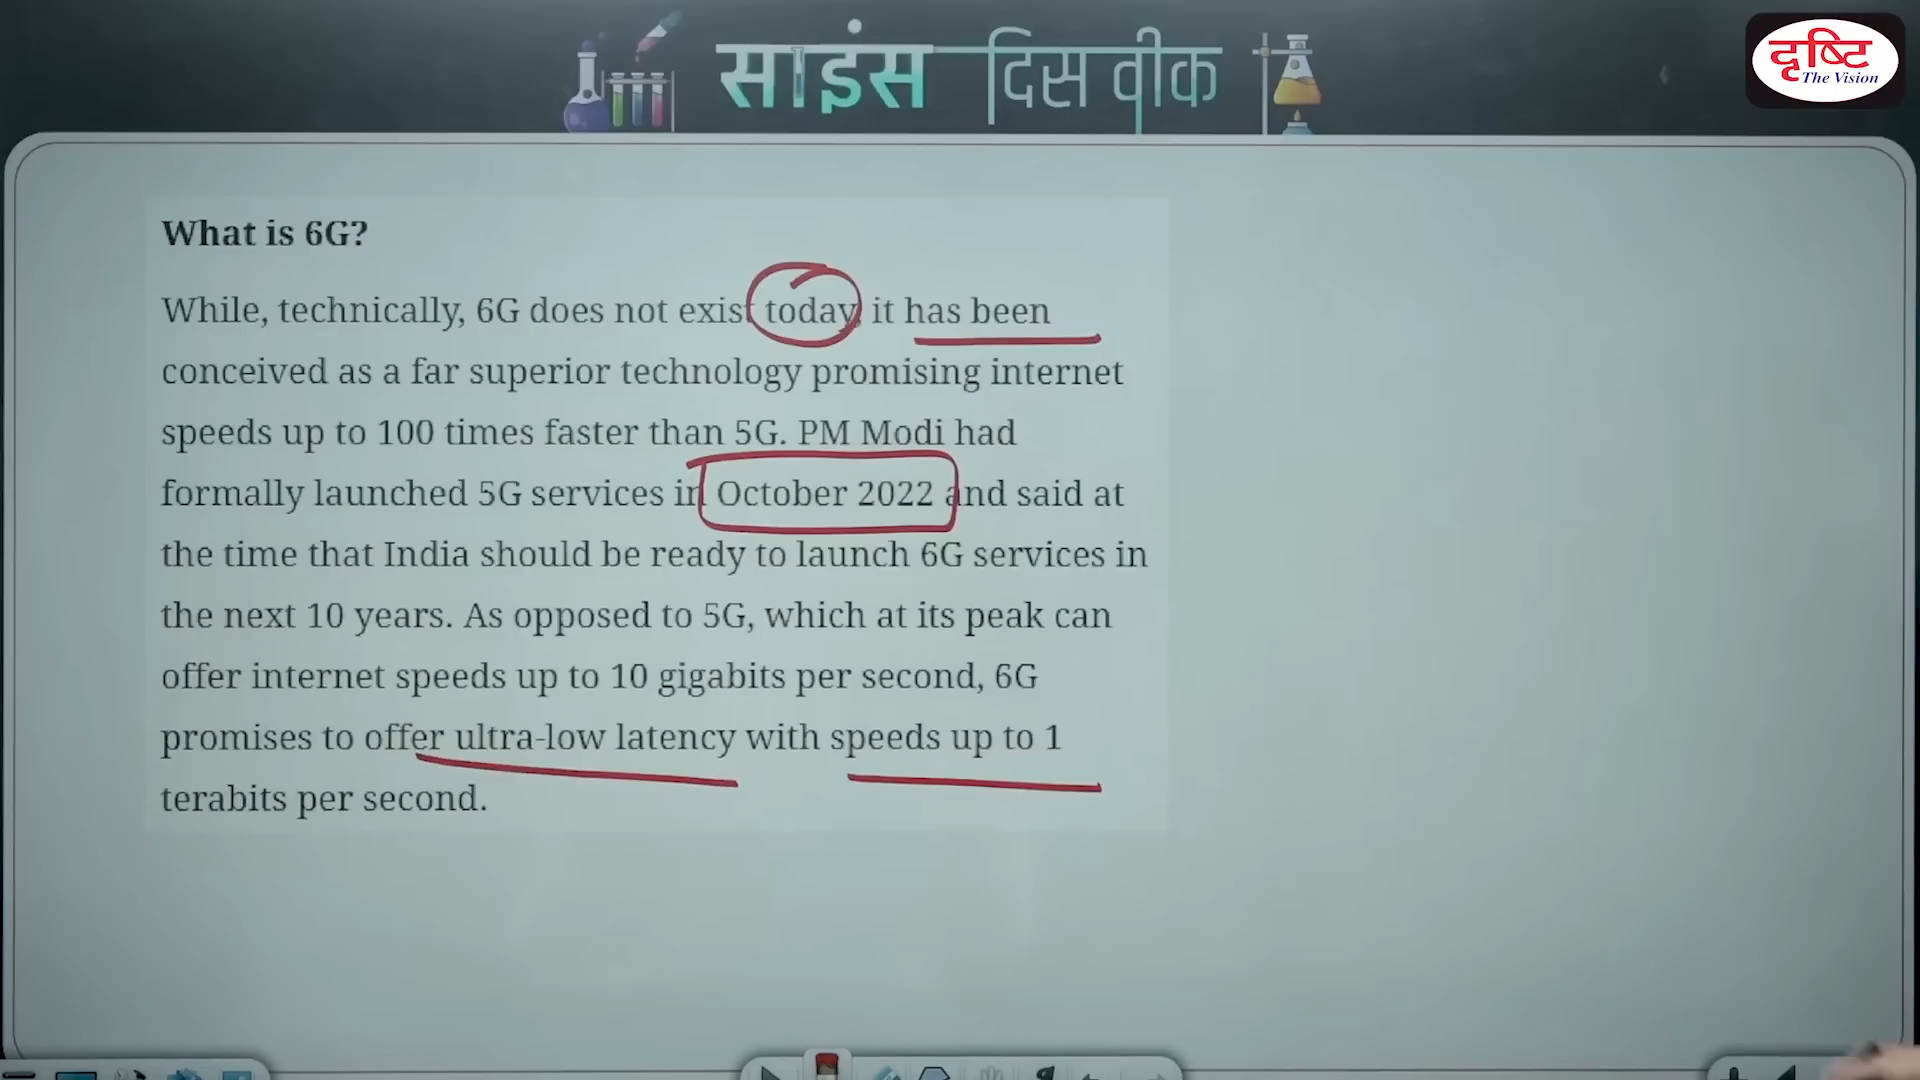 साइंस दिस वीक
दृष्टि
The Vision
What is 6G?
While, technically, 6G does not exist today, it has been
conceived as a far superior technology promising internet
speeds up to 100 times faster than 5G. PM Modi had
formally launched 5G services in October 2022 and said at
the time that India should be ready to launch 6G services in
the next 10 years. As opposed to 5G, which at its peak can
offer internet speeds up to 10 gigabits per second, 6G
promises to offer ultra-low latency with speeds up to 1
terabits per second.